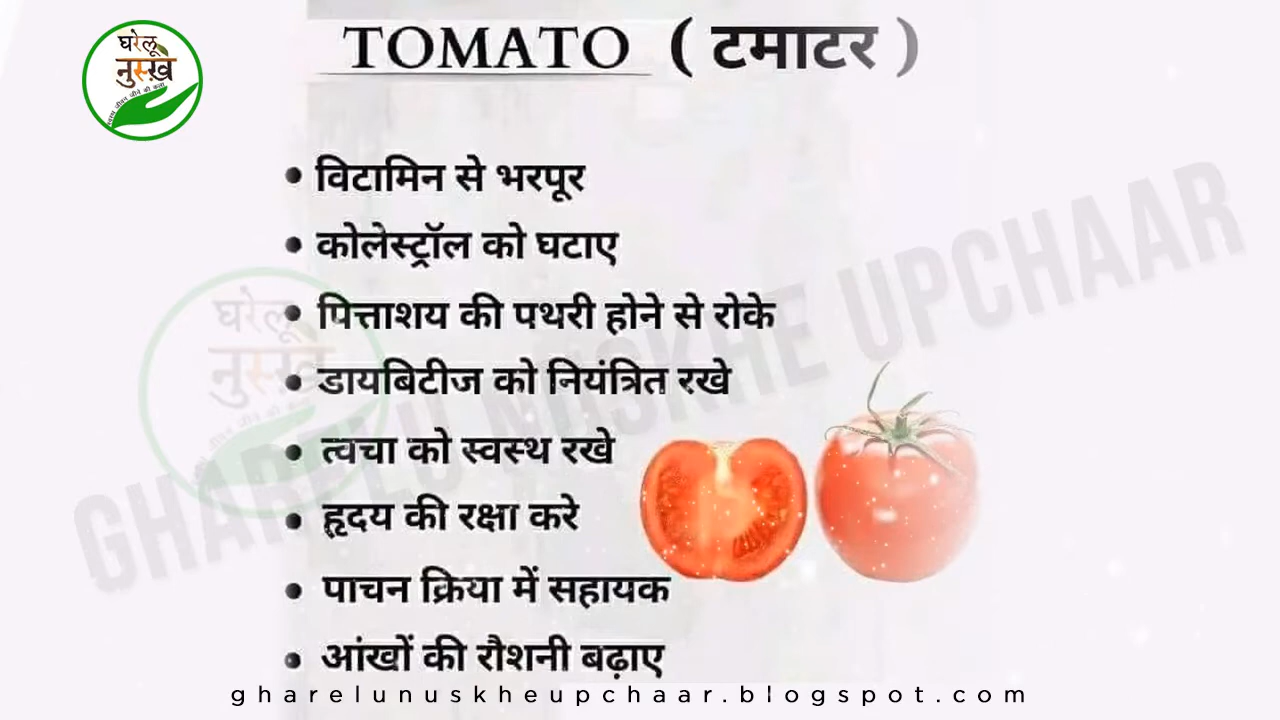 घरेलू
नुस्खे
TOMATO ( टमाटर )
• विटामिन से भरपूर
• कोलेस्ट्रॉल को घटाए
• पित्ताशय की पथरी होने से रोके
• डायबिटीज को नियंत्रित रखे
• त्वचा को स्वस्थ रखे
• हृदय की रक्षा करे
• पाचन क्रिया में सहायक
• आंखों की रौशनी बढ़ाए
घरेलू
नुस्खे
GHARELU NUSKHE UPCHAAR
gharelunuskheupchaar.blogspot.com